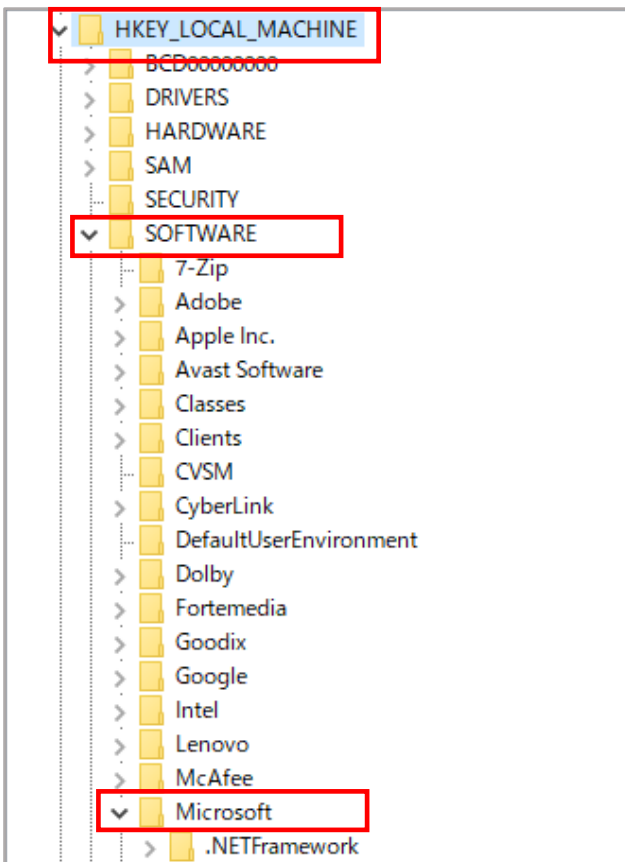 HKEY_LOCAL_MACHINE
BCD00000000
DRIVERS
HARDWARE
SAM
SECURITY
SOFTWARE
7-Zip
Adobe
Apple Inc.
Avast Software
Classes
Clients
CVSM
CyberLink
DefaultUserEnvironment
Dolby
Fortemedia
Goodix
Google
Intel
Lenovo
McAfee
Microsoft
.NETFramework